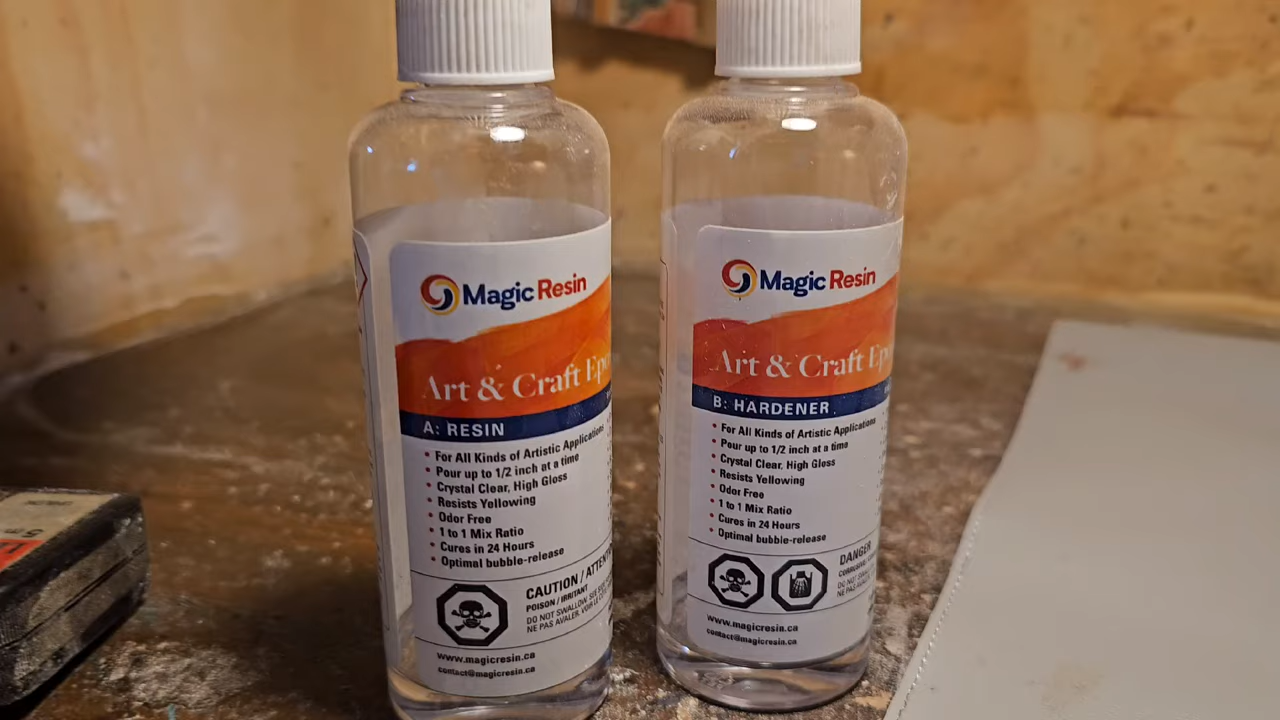 Magic Resin
Art & Craft
A: RESIN
For All Kinds of Artistic Applications
Pour up to 1/2 inch at a time
Crystal Clear, High Gloss
Resists Yellowing
Odor Free
1 to 1 Mix Ratio
Cures in 24 Hours
Optimal bubble-release
CAUTION /
POISON / IRRITANT
DO NOT SWALLOW.
NE PAS AVALER.
www.magicresin.ca
contact@magicresin.ca
Magic Resin
Art & Craft
B: HARDENER
For All Kinds of Artistic Applications
Pour up to 1/2 inch at a time
Crystal Clear, High Gloss
Resists Yellowing
Odor Free
1 to 1 Mix Ratio
Cures in 24 Hours
Optimal bubble-release
DANGER
DO NOT
NE PAS
www.magicresin.ca
contact@magicresin.ca